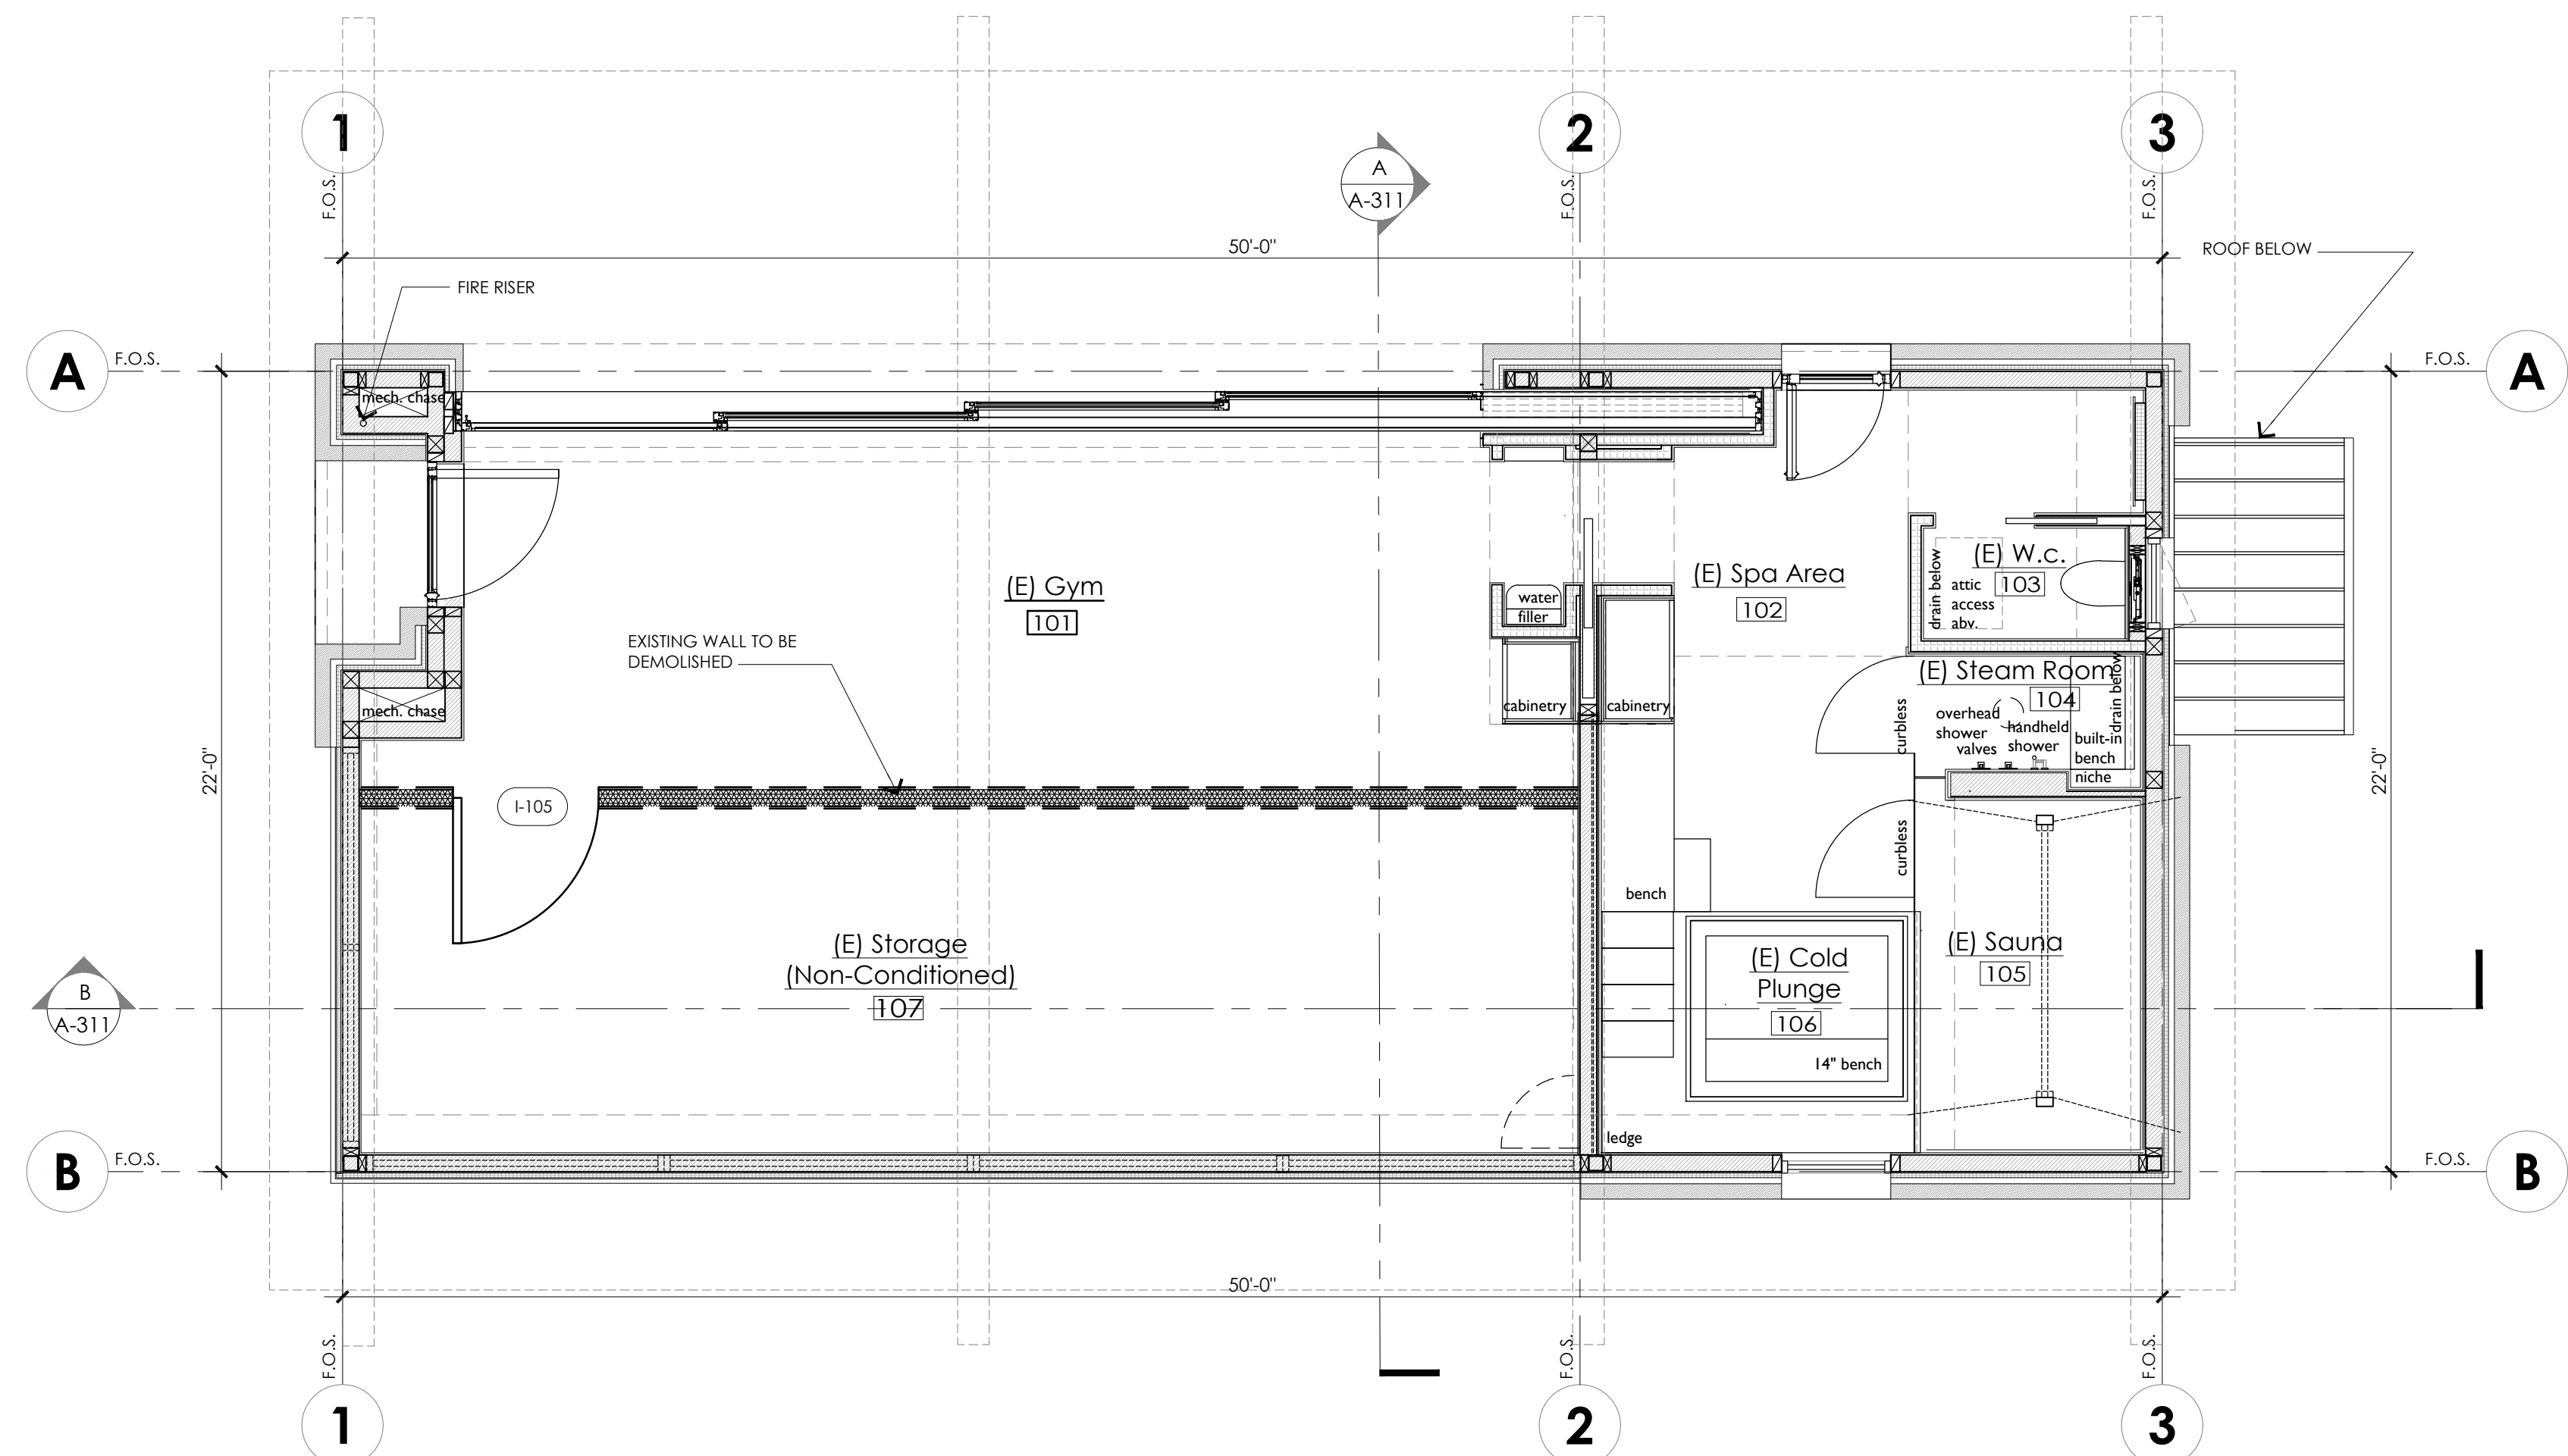 1
2
3
F.O.S.
F.O.S.
F.O.S.
A
A-311
50'-0"
ROOF BELOW
FIRE RISER
A
F.O.S.
F.O.S.
A
mech. chase
(E) Gym
101
EXISTING WALL TO BE
DEMOLISHED
water
filler
(E) Spa Area
102
drain below
(E) W.c.
103
attic
access
abv.
mech. chase
cabinetry
cabinetry
(E) Steam Room
104
drain below
curbless
overhead
shower
valves
handheld
shower
built-in
bench
niche
22'-0"
22'-0"
I-105
curbless
bench
(E) Storage
(Non-Conditioned)
107
(E) Cold
Plunge
106
14" bench
(E) Sauna
105
B
A-311
ledge
B
F.O.S.
F.O.S.
B
50'-0"
F.O.S.
F.O.S.
F.O.S.
1
2
3